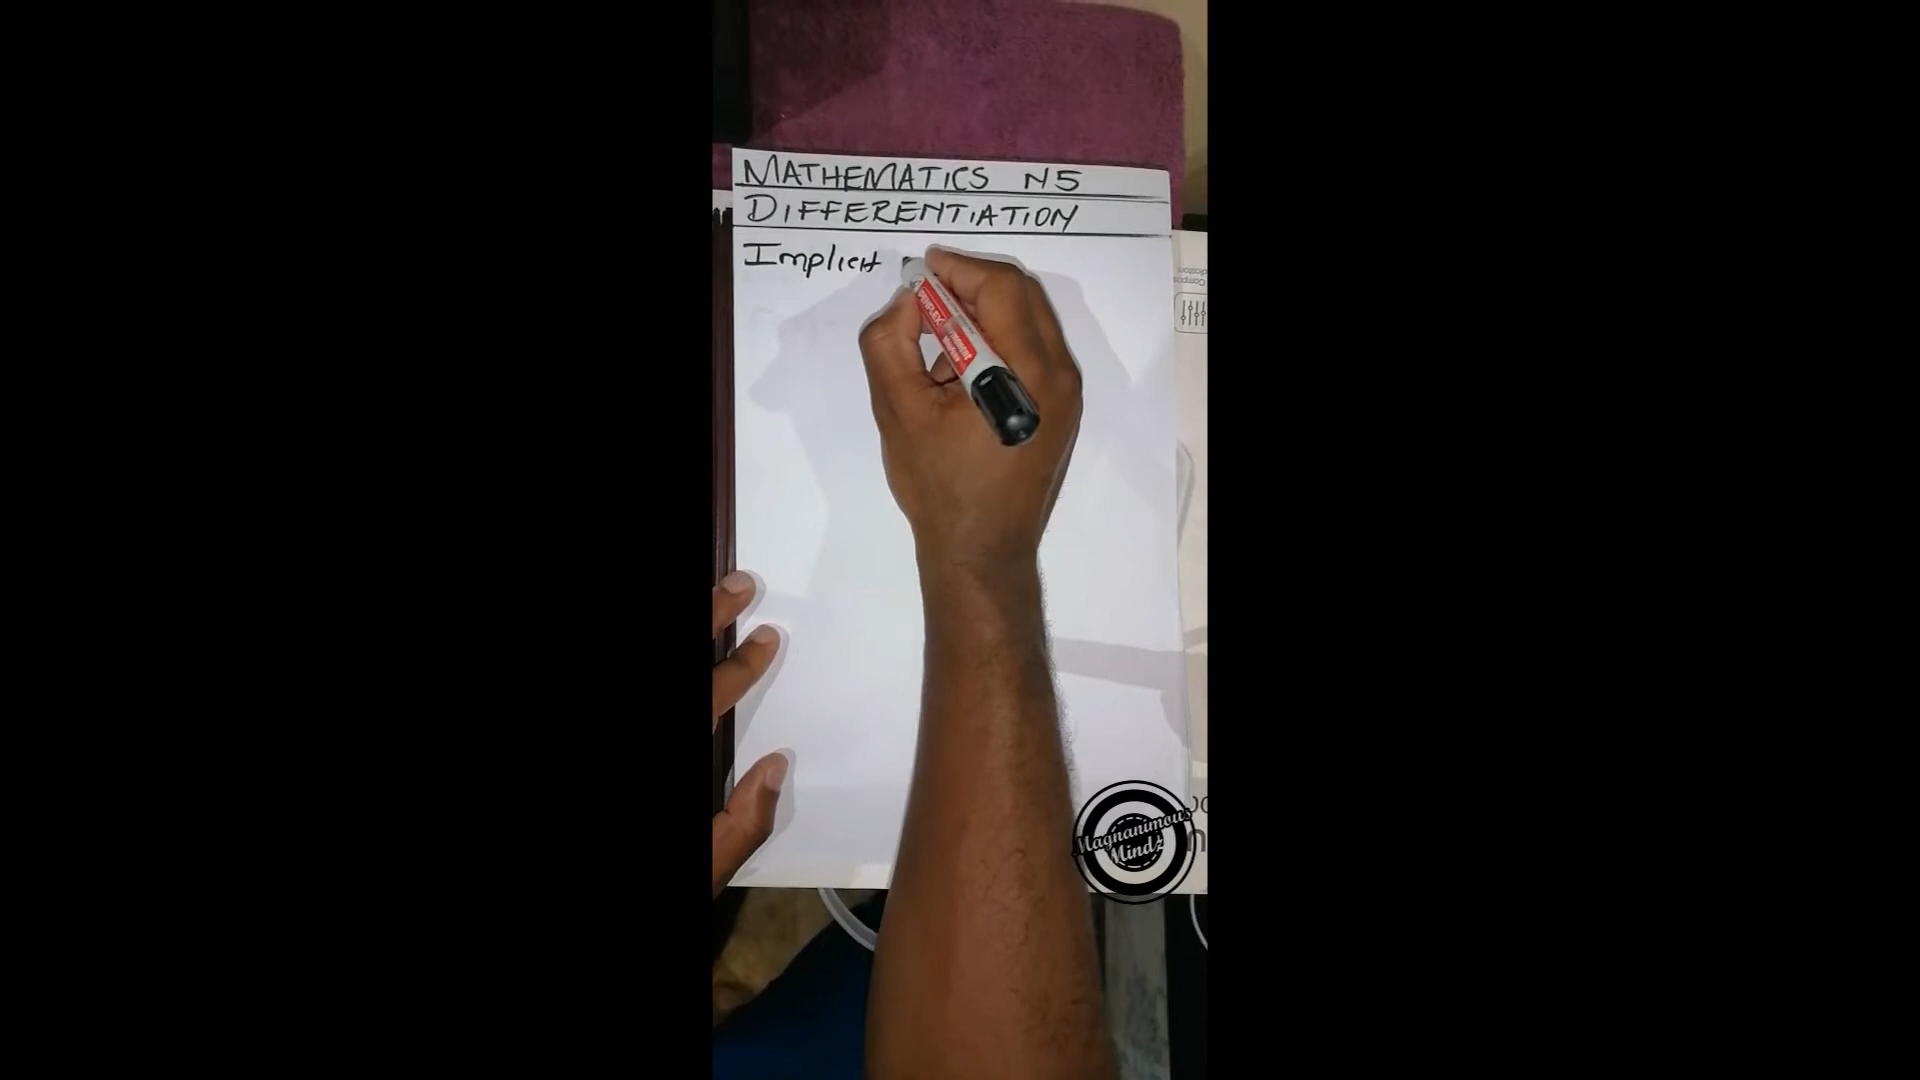 MATHEMATICS N5
DIFFERENTIATION
Implicit
Magnanimous
Mindz